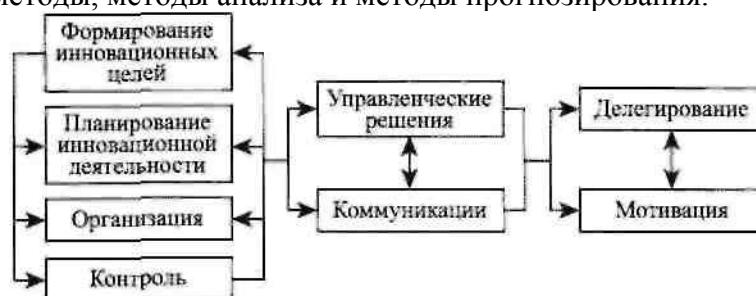 методы, методы анализа и методы прогнозирования.
Формирование
инновационных
целей
Планирование
инновационной
деятельности
Организация
Контроль
Управленческие
решения
Коммуникации
Делегирование
Мотивация